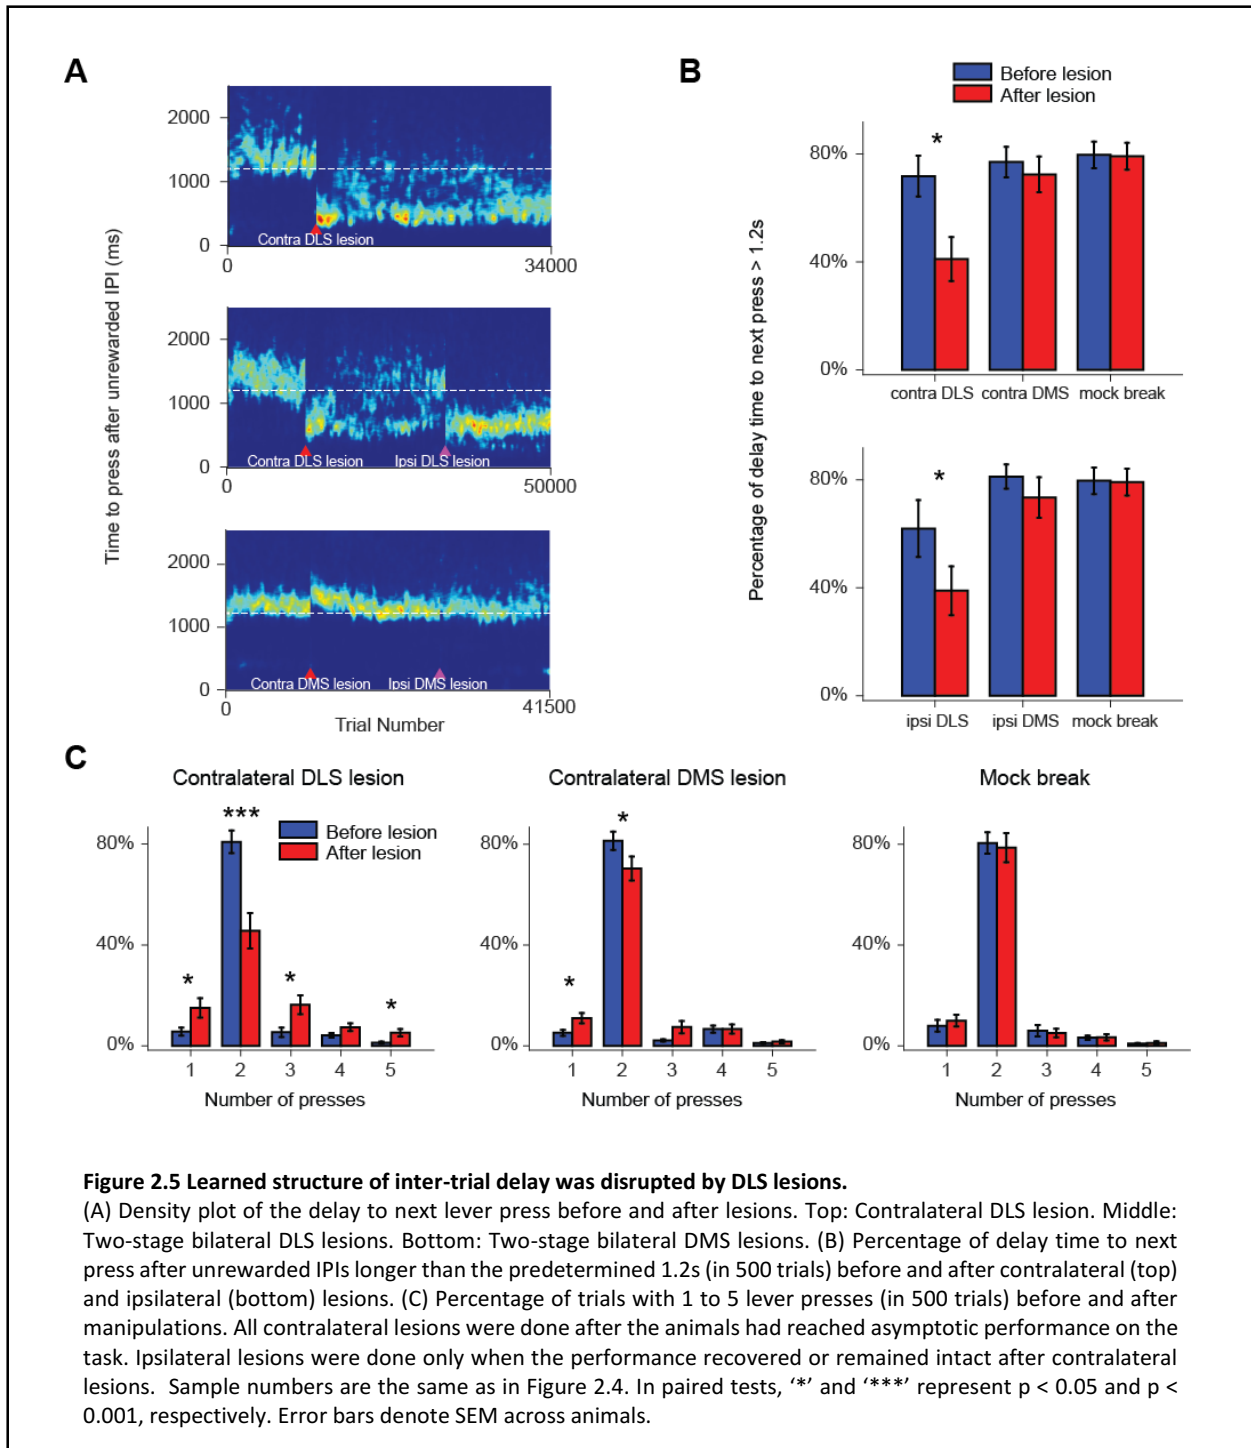 A
Time to press after unrewarded IPI (ms)
2000
1000
0
Contra DLS lesion
0
34000
2000
1000
0
Contra DLS lesion
Ipsi DLS lesion
0
50000
2000
1000
0
Contra DMS lesion
Ipsi DMS lesion
0
41500
Trial Number
B
Before lesion
After lesion
Percentage of delay time to next press > 1.2s
*
80%
40%
0%
contra DLS
contra DMS
mock break
*
80%
40%
0%
ipsi DLS
ipsi DMS
mock break
C
Contralateral DLS lesion
***
Before lesion
After lesion
80%
40%
*
*
*
0%
1
2
3
4
5
Number of presses
Contralateral DMS lesion
*
80%
40%
*
0%
1
2
3
4
5
Number of presses
Mock break
80%
40%
0%
1
2
3
4
5
Number of presses
Figure 2.5 Learned structure of inter-trial delay was disrupted by DLS lesions.
(A) Density plot of the delay to next lever press before and after lesions. Top: Contralateral DLS lesion. Middle:
Two-stage bilateral DLS lesions. Bottom: Two-stage bilateral DMS lesions. (B) Percentage of delay time to next
press after unrewarded IPIs longer than the predetermined 1.2s (in 500 trials) before and after contralateral (top)
and ipsilateral (bottom) lesions. (C) Percentage of trials with 1 to 5 lever presses (in 500 trials) before and after
manipulations. All contralateral lesions were done after the animals had reached asymptotic performance on the
task. Ipsilateral lesions were done only when the performance recovered or remained intact after contralateral
lesions. Sample numbers are the same as in Figure 2.4. In paired tests, ‘*’ and ‘***’ represent p < 0.05 and p <
0.001, respectively. Error bars denote SEM across animals.